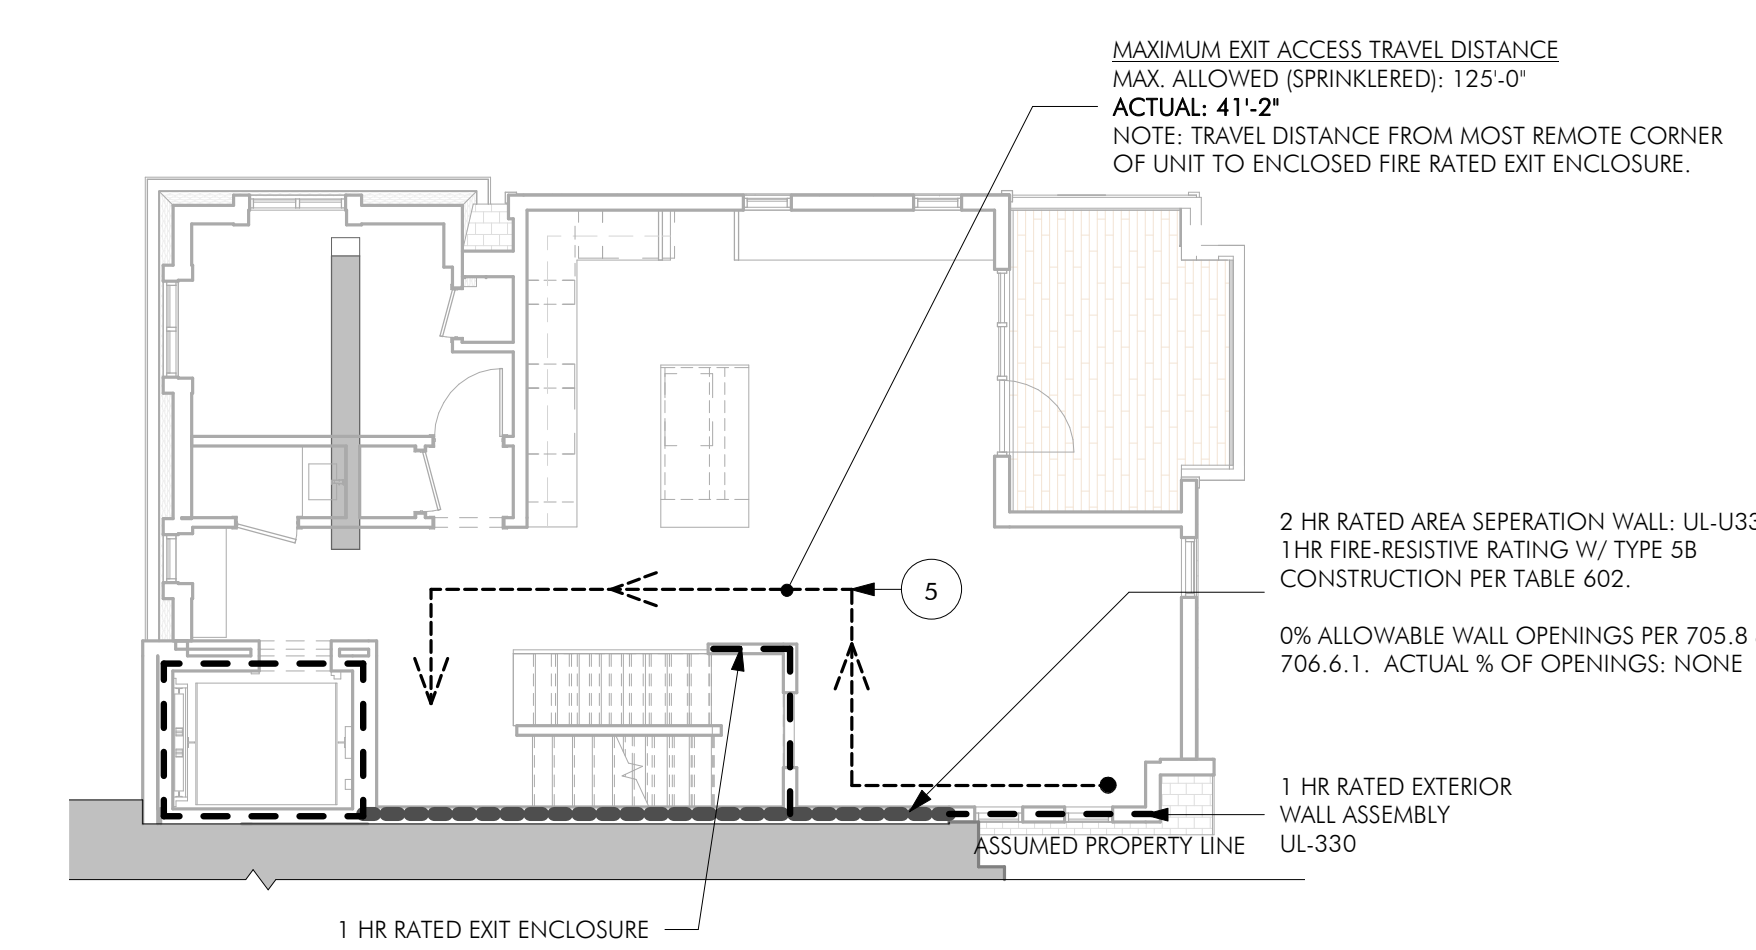 MAXIMUM EXIT ACCESS TRAVEL DISTANCE
MAX. ALLOWED (SPRINKLERED): 125'-0"
ACTUAL: 41'-2"
NOTE: TRAVEL DISTANCE FROM MOST REMOTE CORNER
OF UNIT TO ENCLOSED FIRE RATED EXIT ENCLOSURE.
2 HR RATED AREA SEPERATION WALL:
1HR FIRE-RESISTIVE RATING W/ TYPE 5B
CONSTRUCTION PER TABLE 602.
5
0% ALLOWABLE WALL OPENINGS PER 705.8
706.6.1. ACTUAL % OF OPENINGS: NONE
1 HR RATED EXTERIOR
WALL ASSEMBLY
UL-330
ASSUMED PROPERTY LINE
1 HR RATED EXIT ENCLOSURE